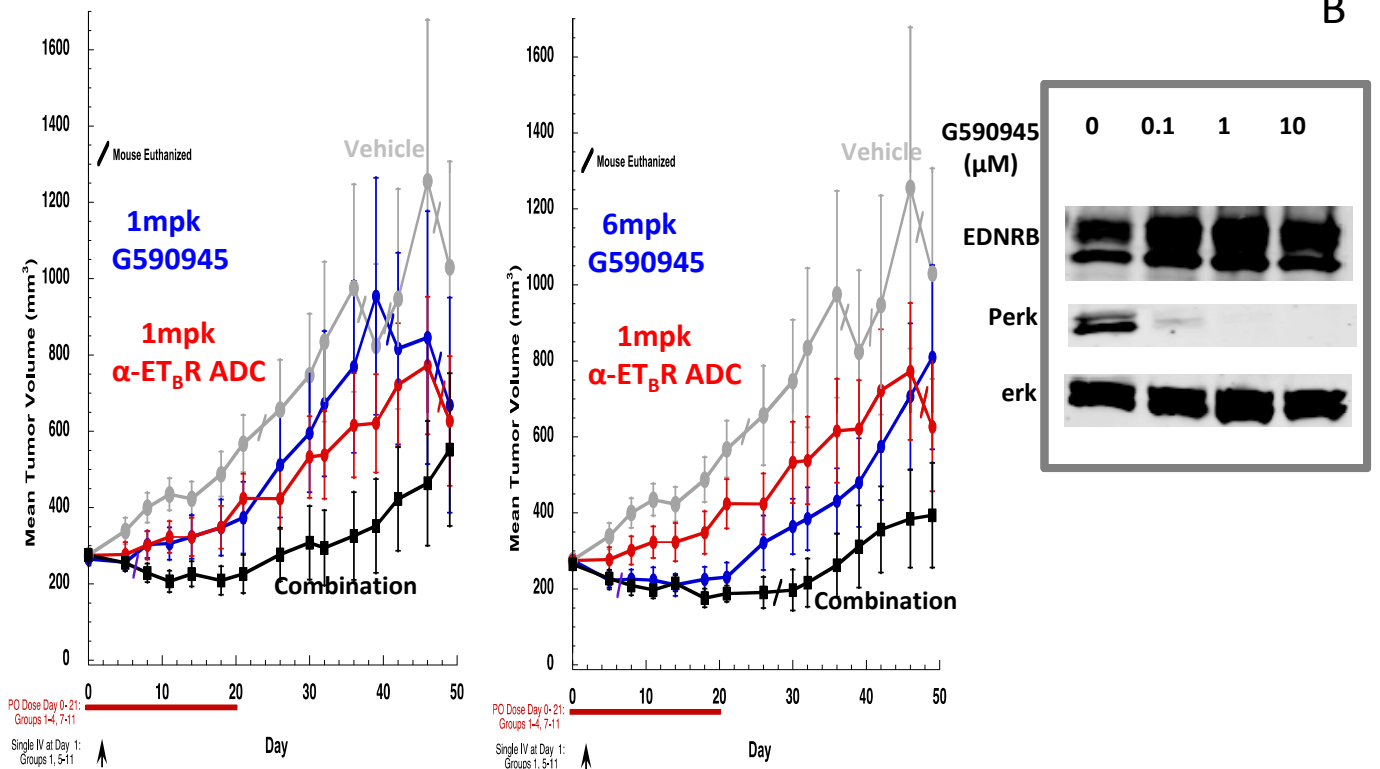 B
1600
1400
1200
1000
800
600
400
200
0
Mean Tumor Volume (mm³)
Mouse Euthanized
Vehicle
1mpk
G590945
1mpk
α-ET_BR ADC
Combination
0
20
30
40
50
PO Dose Day 0-21:
Groups 1-4, 7-11
Single IV at Day 1:
Groups 1, 5-11
Day
1600
1400
1200
1000
800
600
400
200
0
Mean Tumor Volume (mm³)
Mouse Euthanized
Vehicle
6mpk
G590945
1mpk
α-ET_BR ADC
Combination
0
10
20
30
40
50
PO Dose Day 0-21:
Groups 1-4, 7-11
Single IV at Day 1:
Groups 1, 5-11
Day
G590945
(μM)
0 0.1 1 10
EDNRB
Perk
erk